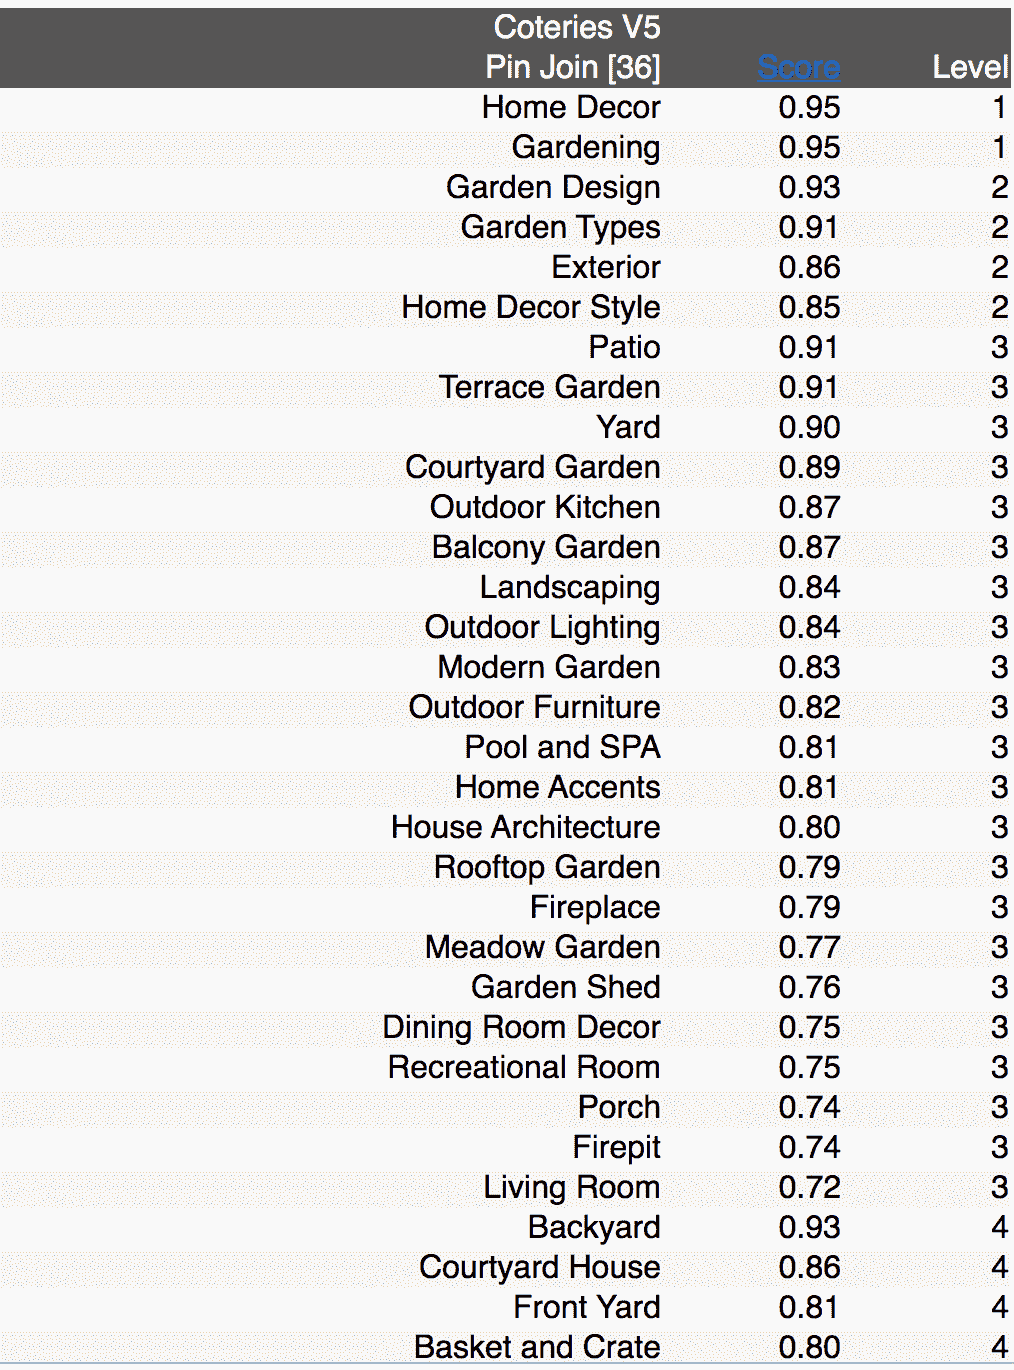 Coteries V5
Pin Join [36] Score Level
Home Decor 0.95 1
Gardening 0.95 1
Garden Design 0.93 2
Garden Types 0.91 2
Exterior 0.86 2
Home Decor Style 0.85 2
Patio 0.91 3
Terrace Garden 0.91 3
Yard 0.90 3
Courtyard Garden 0.89 3
Outdoor Kitchen 0.87 3
Balcony Garden 0.87 3
Landscaping 0.84 3
Outdoor Lighting 0.84 3
Modern Garden 0.83 3
Outdoor Furniture 0.82 3
Pool and SPA 0.81 3
Home Accents 0.81 3
House Architecture 0.80 3
Rooftop Garden 0.79 3
Fireplace 0.79 3
Meadow Garden 0.77 3
Garden Shed 0.76 3
Dining Room Decor 0.75 3
Recreational Room 0.75 3
Porch 0.74 3
Firepit 0.74 3
Living Room 0.72 3
Backyard 0.93 4
Courtyard House 0.86 4
Front Yard 0.81 4
Basket and Crate 0.80 4